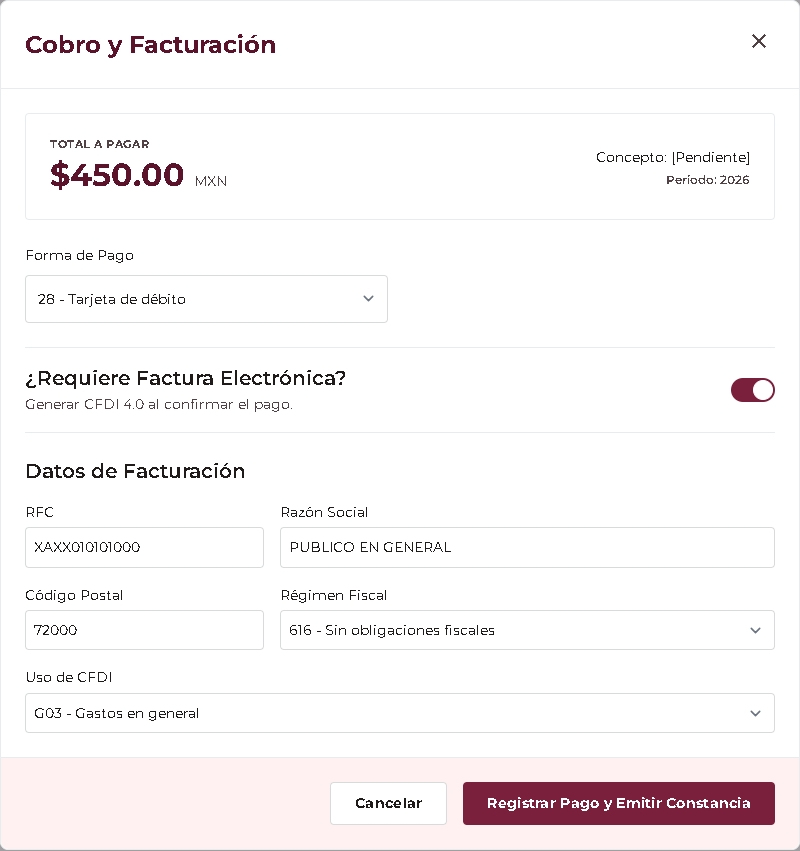 Cobro y Facturación
TOTAL A PAGAR
$450.00 MXN
Concepto: [Pendiente]
Período: 2026
Forma de Pago
28 - Tarjeta de débito
¿Requiere Factura Electrónica?
Generar CFDI 4.0 al confirmar el pago.
Datos de Facturación
RFC
Razón Social
XAXX010101000
PUBLICO EN GENERAL
Código Postal
Régimen Fiscal
72000
616 - Sin obligaciones fiscales
Uso de CFDI
G03 - Gastos en general
Cancelar
Registrar Pago y Emitir Constancia